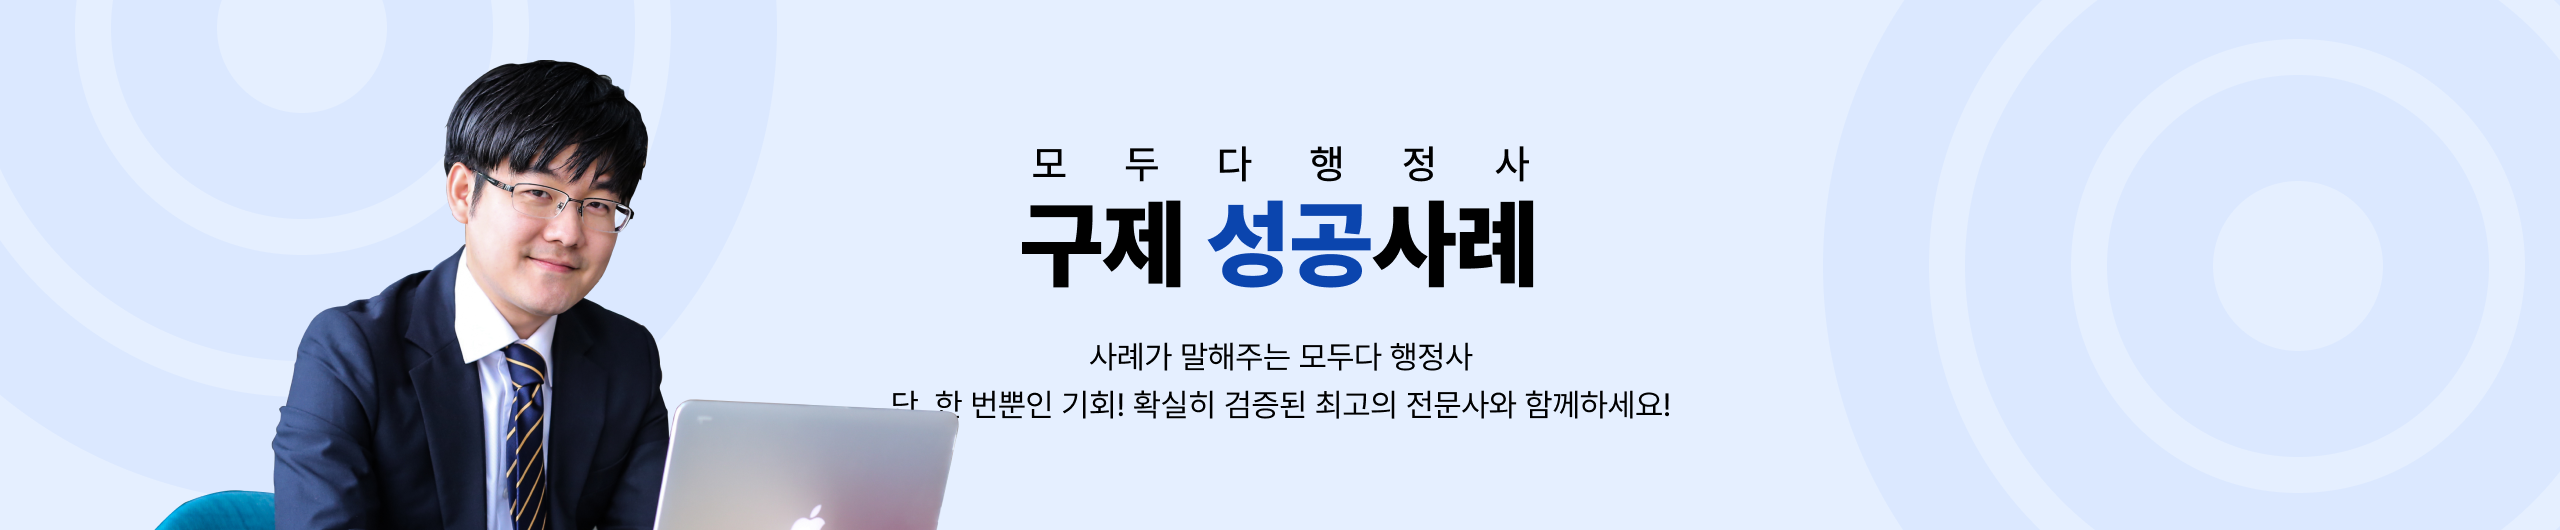 모두다행정사
구제 성공사례
사례가 말해주는 모두다 행정사
단 한 번뿐인 기회! 확실히 검증된 최고의 전문사와 함께하세요!